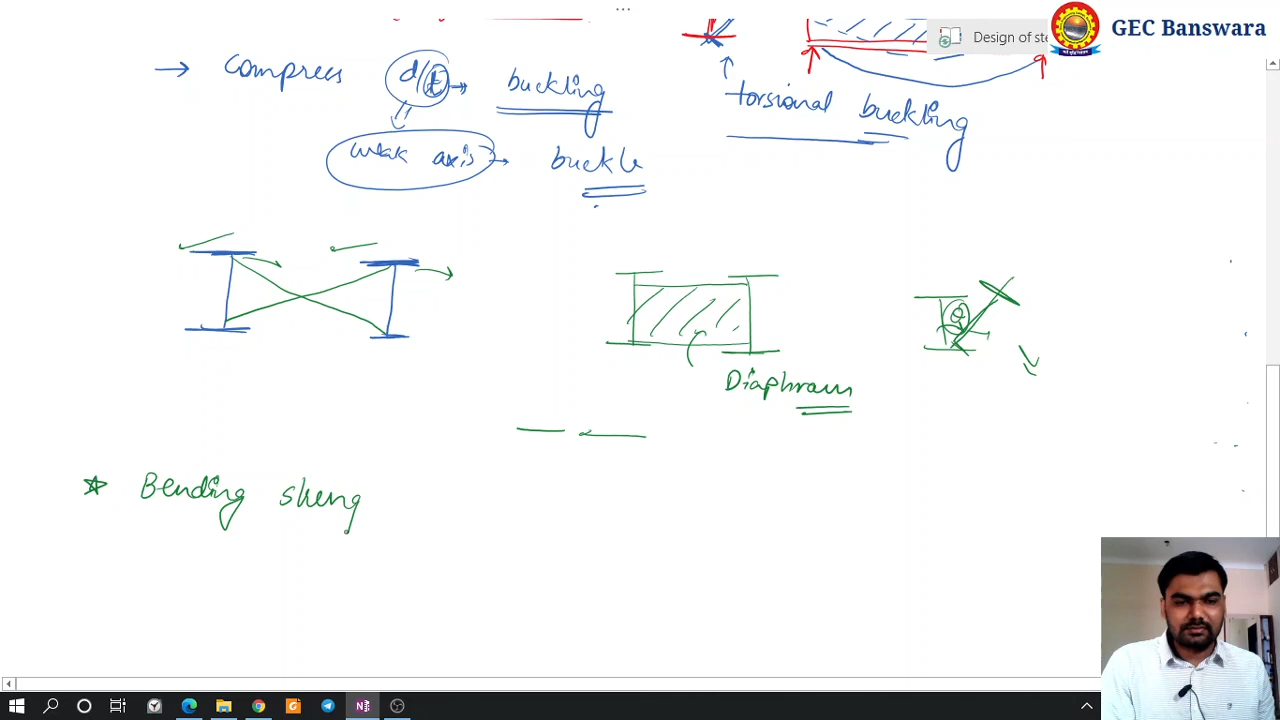 GEC Banswara
Design of ste
compress d/t buckling
torsional buckling
weak axis buckle
θ
Diaphram
* Bending streng